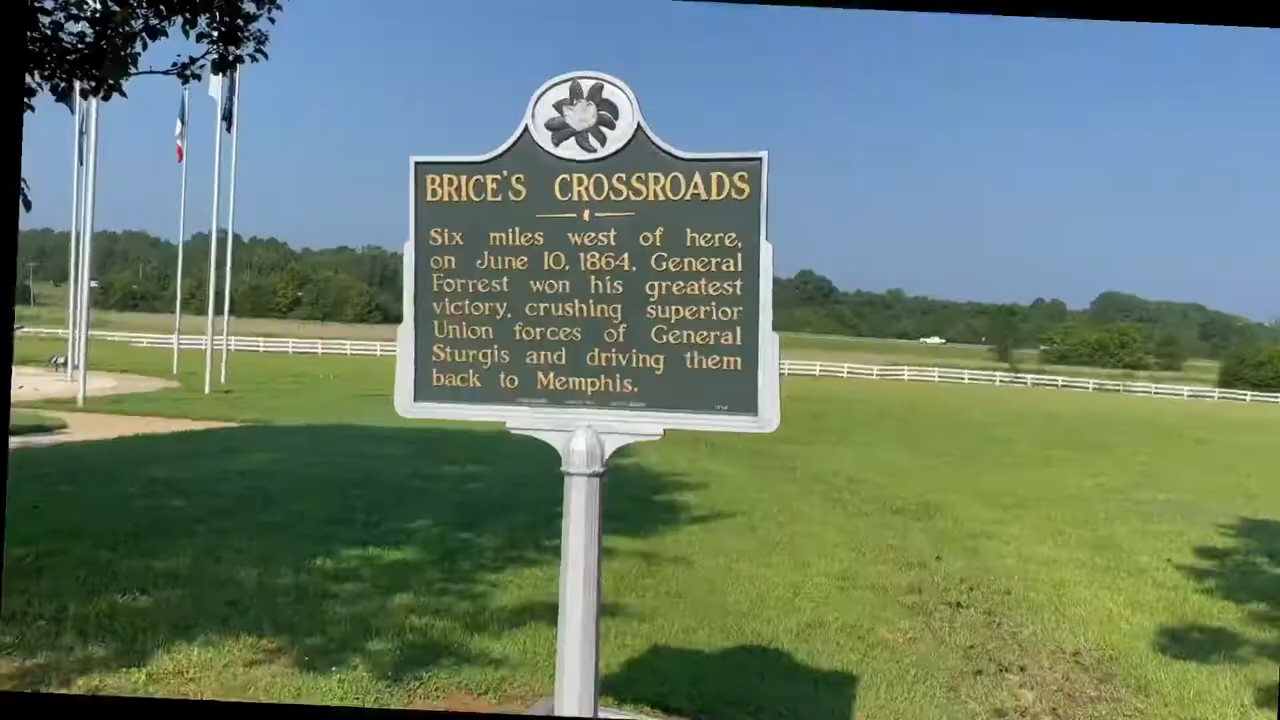 BRICE'S CROSSROADS
Six miles west of here,
on June 10, 1864, General
Forrest won his greatest
victory, crushing superior
Union forces of General
Sturgis and driving them
back to Memphis.